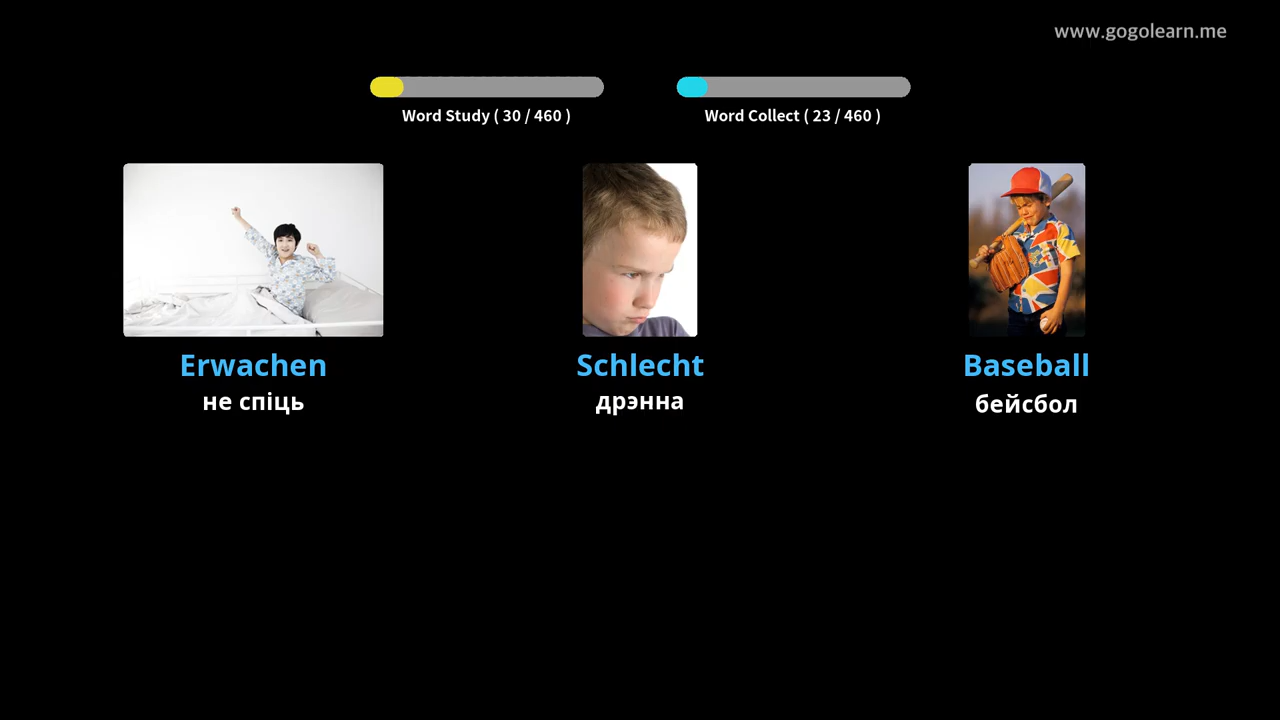 www.gogolearn.me
Word Study ( 30 / 460 )
Word Collect ( 23 / 460 )
Erwachen
не спіць
Schlecht
дрэнна
Baseball
бейсбол